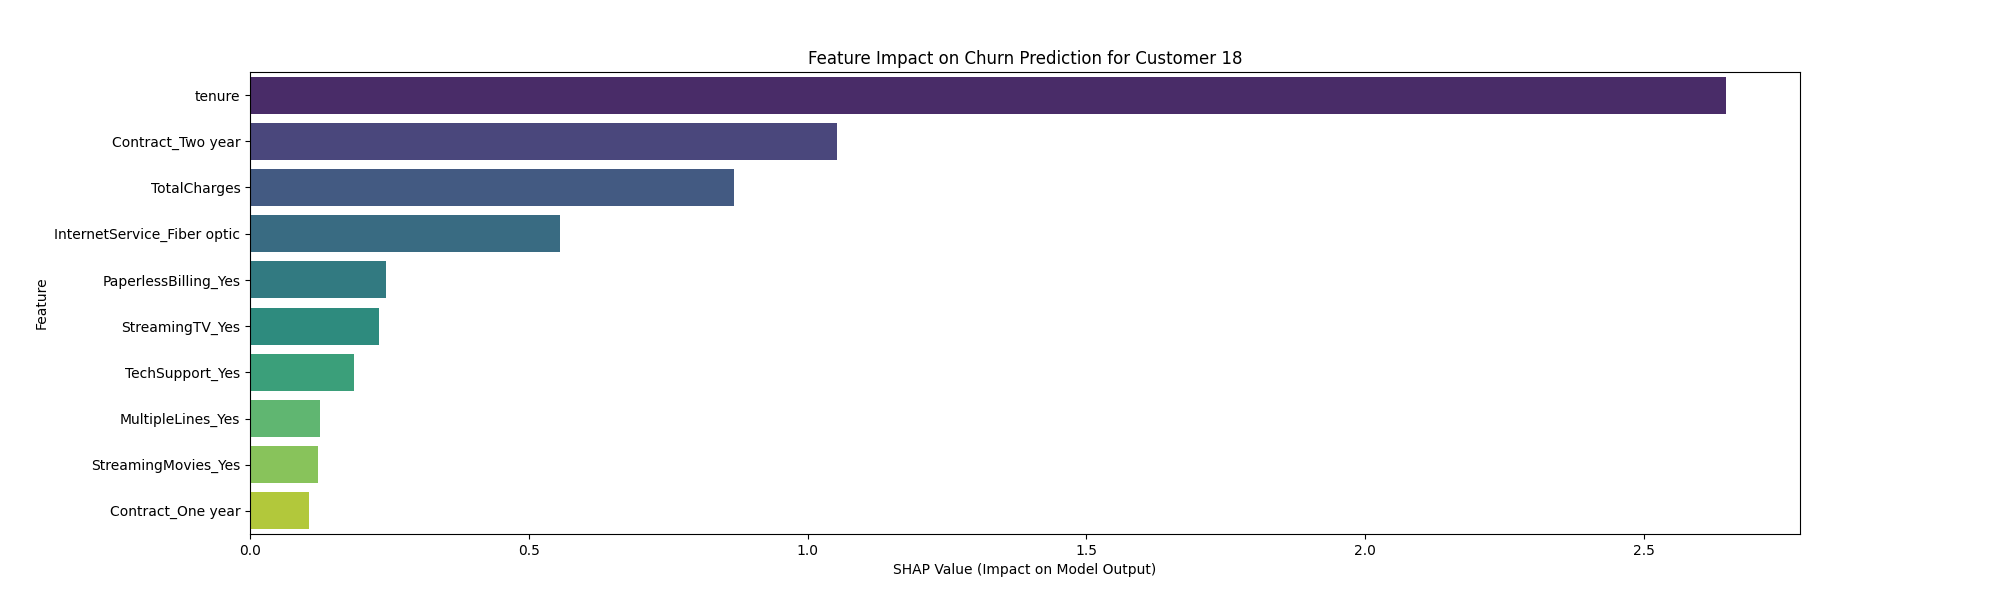 Feature Impact on Churn Prediction for Customer 18
Feature
tenure
Contract_Two year
TotalCharges
InternetService_Fiber optic
PaperlessBilling_Yes
StreamingTV_Yes
TechSupport_Yes
MultipleLines_Yes
StreamingMovies_Yes
Contract_One year
0.0 0.5 1.0 1.5 2.0 2.5
SHAP Value (Impact on Model Output)